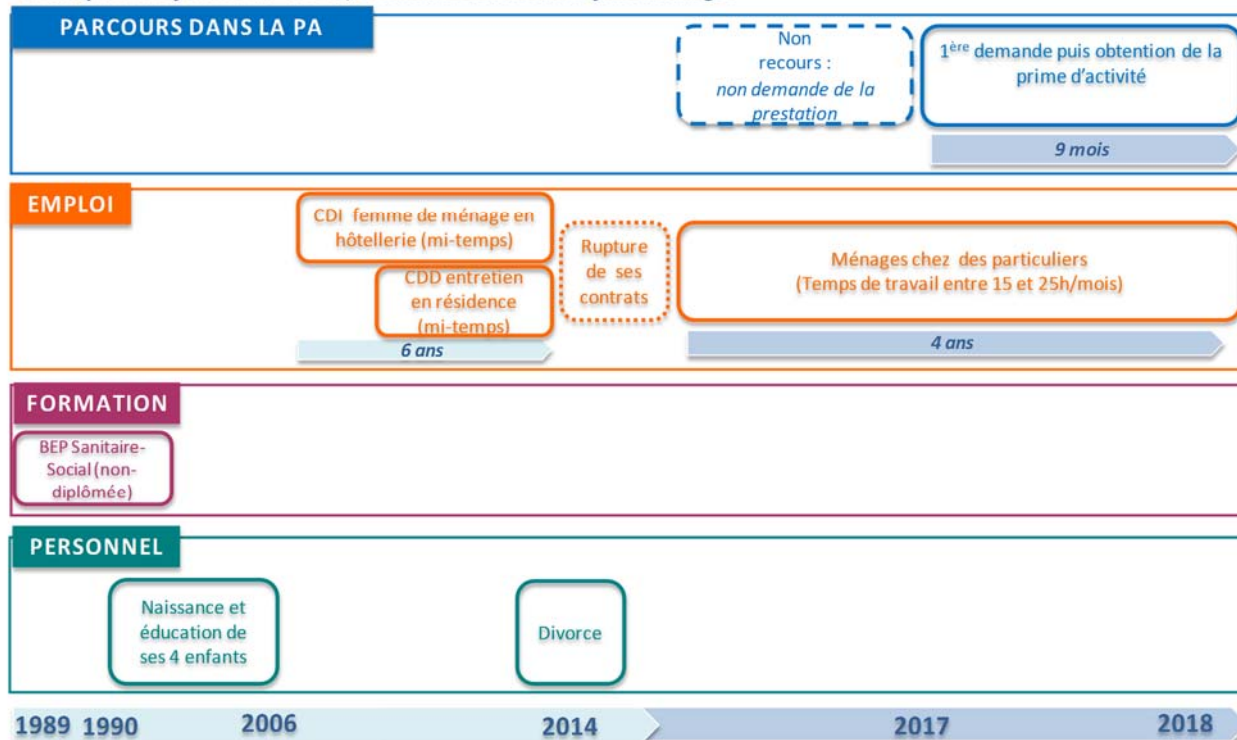 PARCOURS DANS LA PA
Non
recours :
non demande de la
prestation
1ère demande puis obtention de la
prime d'activité
9 mois
EMPLOI
CDI femme de ménage en
hôtellerie (mi-temps)
CDD entretien
en résidence
(mi-temps)
6 ans
Rupture
de ses
contrats
Ménages chez des particuliers
(Temps de travail entre 15 et 25h/mois)
4 ans
FORMATION
BEP Sanitaire-
Social (non-
diplômée)
PERSONNEL
Naissance et
éducation de
ses 4 enfants
Divorce
1989 1990 2006 2014 2017 2018